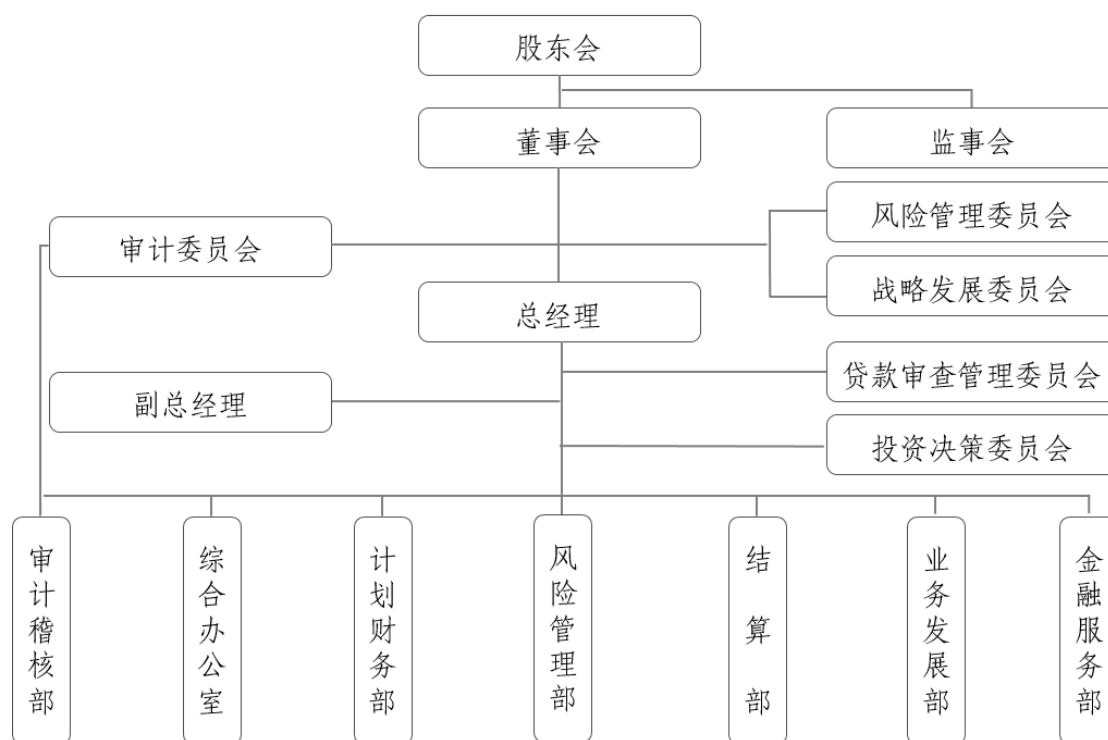 股东会
董事会
监事会
风险管理委员会
审计委员会
战略发展委员会
总经理
贷款审查管理委员会
副总经理
投资决策委员会
审计稽核部
综合办公室
计划财务部
风险管理部
结算部
业务发展部
金融服务部